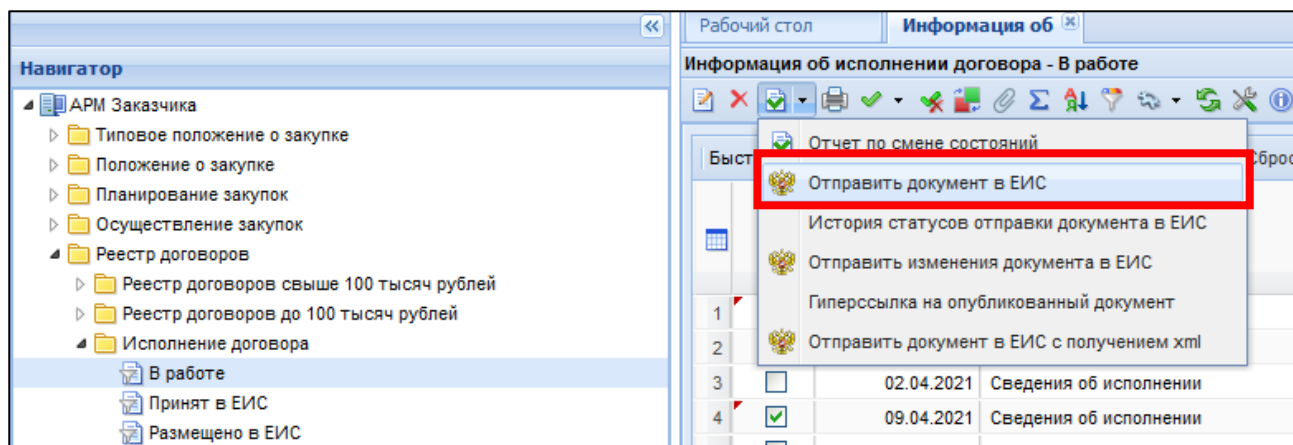 Рабочий стол
Информация об
Навигатор
Информация об исполнении договора - В работе
АРМ Заказчика
Типовое положение о закупке
Положение о закупке
Планирование закупок
Осуществление закупок
Реестр договоров
Реестр договоров свыше 100 тысяч рублей
Реестр договоров до 100 тысяч рублей
Исполнение договора
В работе
Принят в ЕИС
Размещено в ЕИС
Быст
Сброс
Отчет по смене состояний
Отправить документ в ЕИС
История статусов отправки документа в ЕИС
Отправить изменения документа в ЕИС
Гиперссылка на опубликованный документ
Отправить документ в ЕИС с получением xml
1
2
3 02.04.2021 Сведения об исполнении
4 09.04.2021 Сведения об исполнении